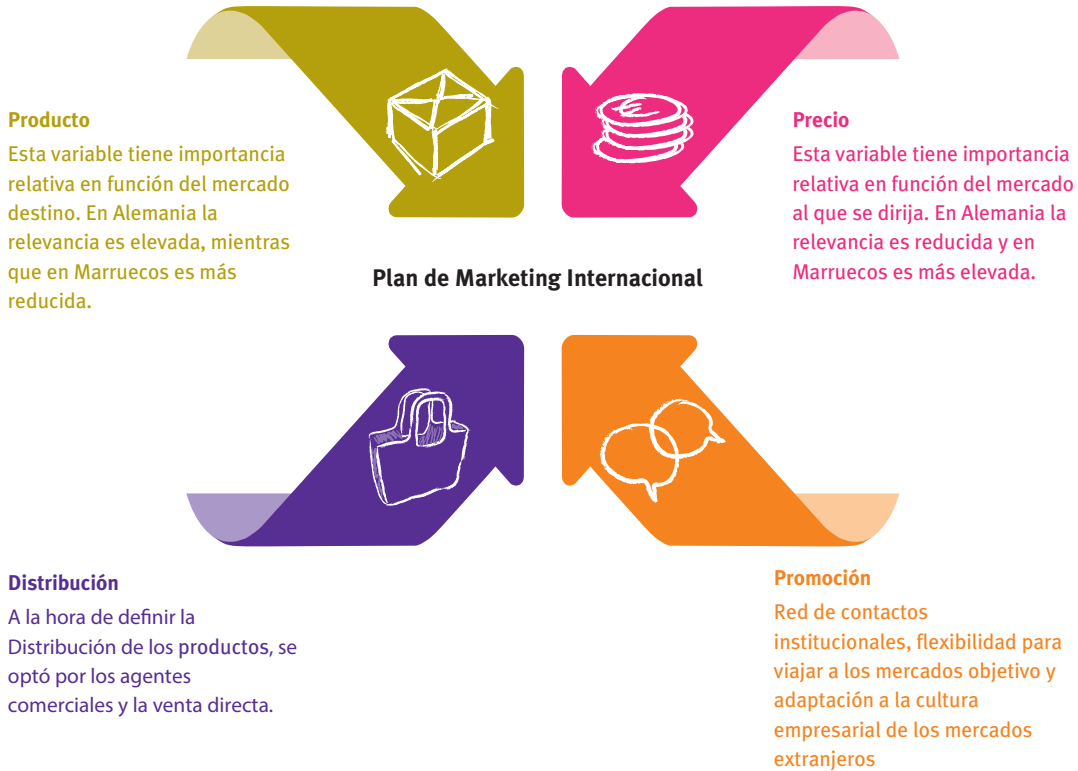 Producto
Esta variable tiene importancia
relativa en función del mercado
destino. En Alemania la
relevancia es elevada, mientras
que en Marruecos es más
reducida.
€
Precio
Esta variable tiene importancia
relativa en función del mercado
al que se dirija. En Alemania la
relevancia es reducida y en
Marruecos es más elevada.
Plan de Marketing Internacional
Distribución
A la hora de definir la
Distribución de los productos, se
optó por los agentes
comerciales y la venta directa.
Promoción
Red de contactos
institucionales, flexibilidad para
viajar a los mercados objetivo y
adaptación a la cultura
empresarial de los mercados
extranjeros